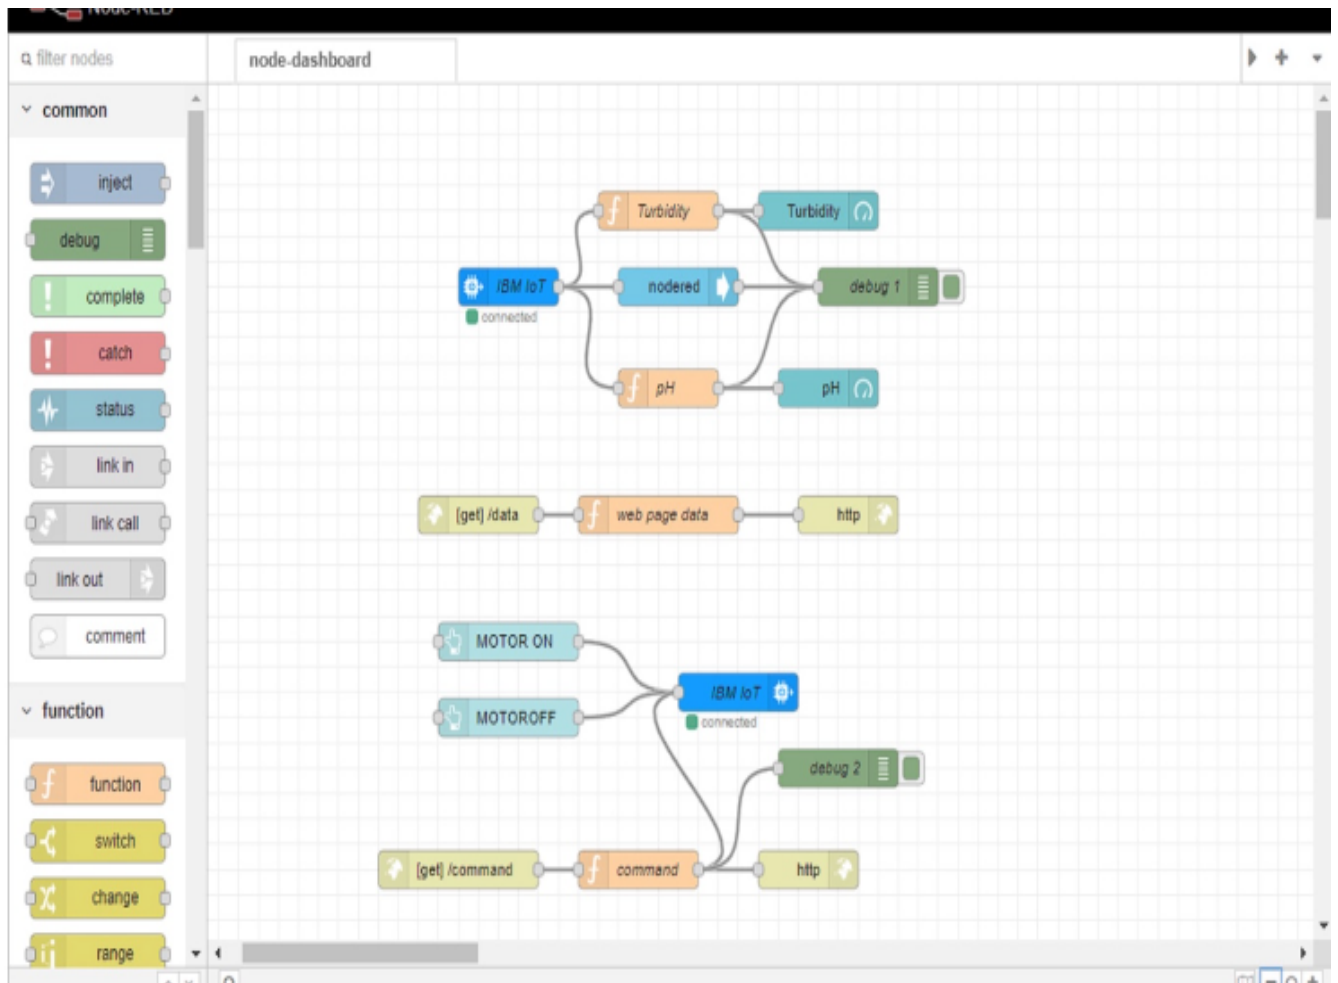 Node-RED
filter nodes
node-dashboard
common
inject
debug
complete
catch
status
link in
link call
link out
comment
function
function
switch
change
range
Turbidity
Turbidity
IBM IoT
nodered
debug 1
connected
pH
pH
[get] /data
web page data
http
MOTOR ON
IBM IoT
MOTOROFF
connected
debug 2
[get] /command
command
http